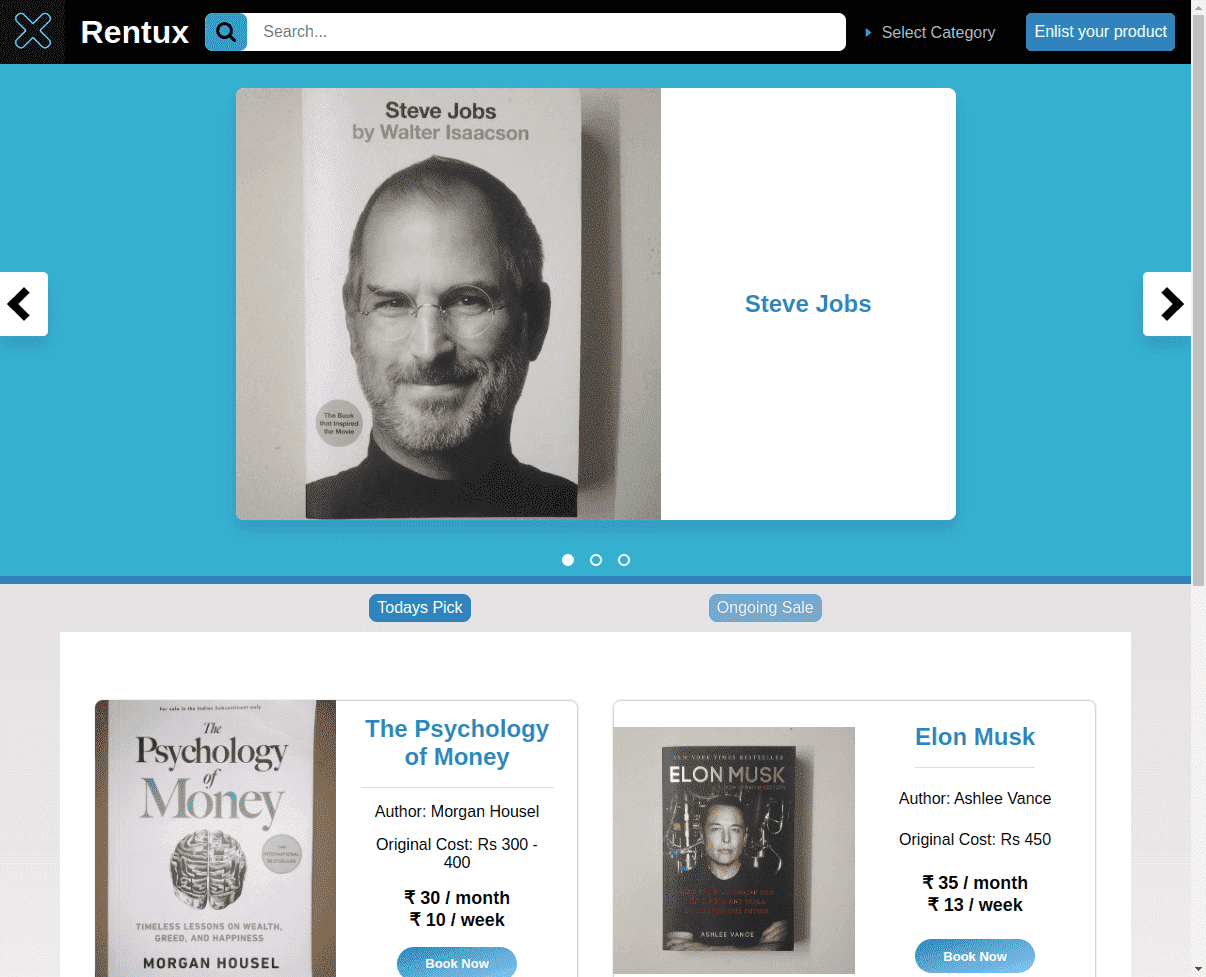 Rentux
Search...
Select Category
Enlist your product
Steve Jobs
by Walter Isaacson
The Book
that Inspired
the Movie
Steve Jobs
Todays Pick
Ongoing Sale
For sale in the Indian Subcontinent only
The
Psychology
of
Money
THE
INTERNATIONAL
BESTSELLER
TIMELESS LESSONS ON WEALTH,
GREED, AND HAPPINESS
MORGAN HOUSEL
The Psychology
of Money
Author: Morgan Housel
Original Cost: Rs 300 -
400
₹ 30 / month
₹ 10 / week
Book Now
NEW YORK TIMES BESTSELLER
ELON MUSK
ASHLEE VANCE
Elon Musk
Author: Ashlee Vance
Original Cost: Rs 450
₹ 35 / month
₹ 13 / week
Book Now